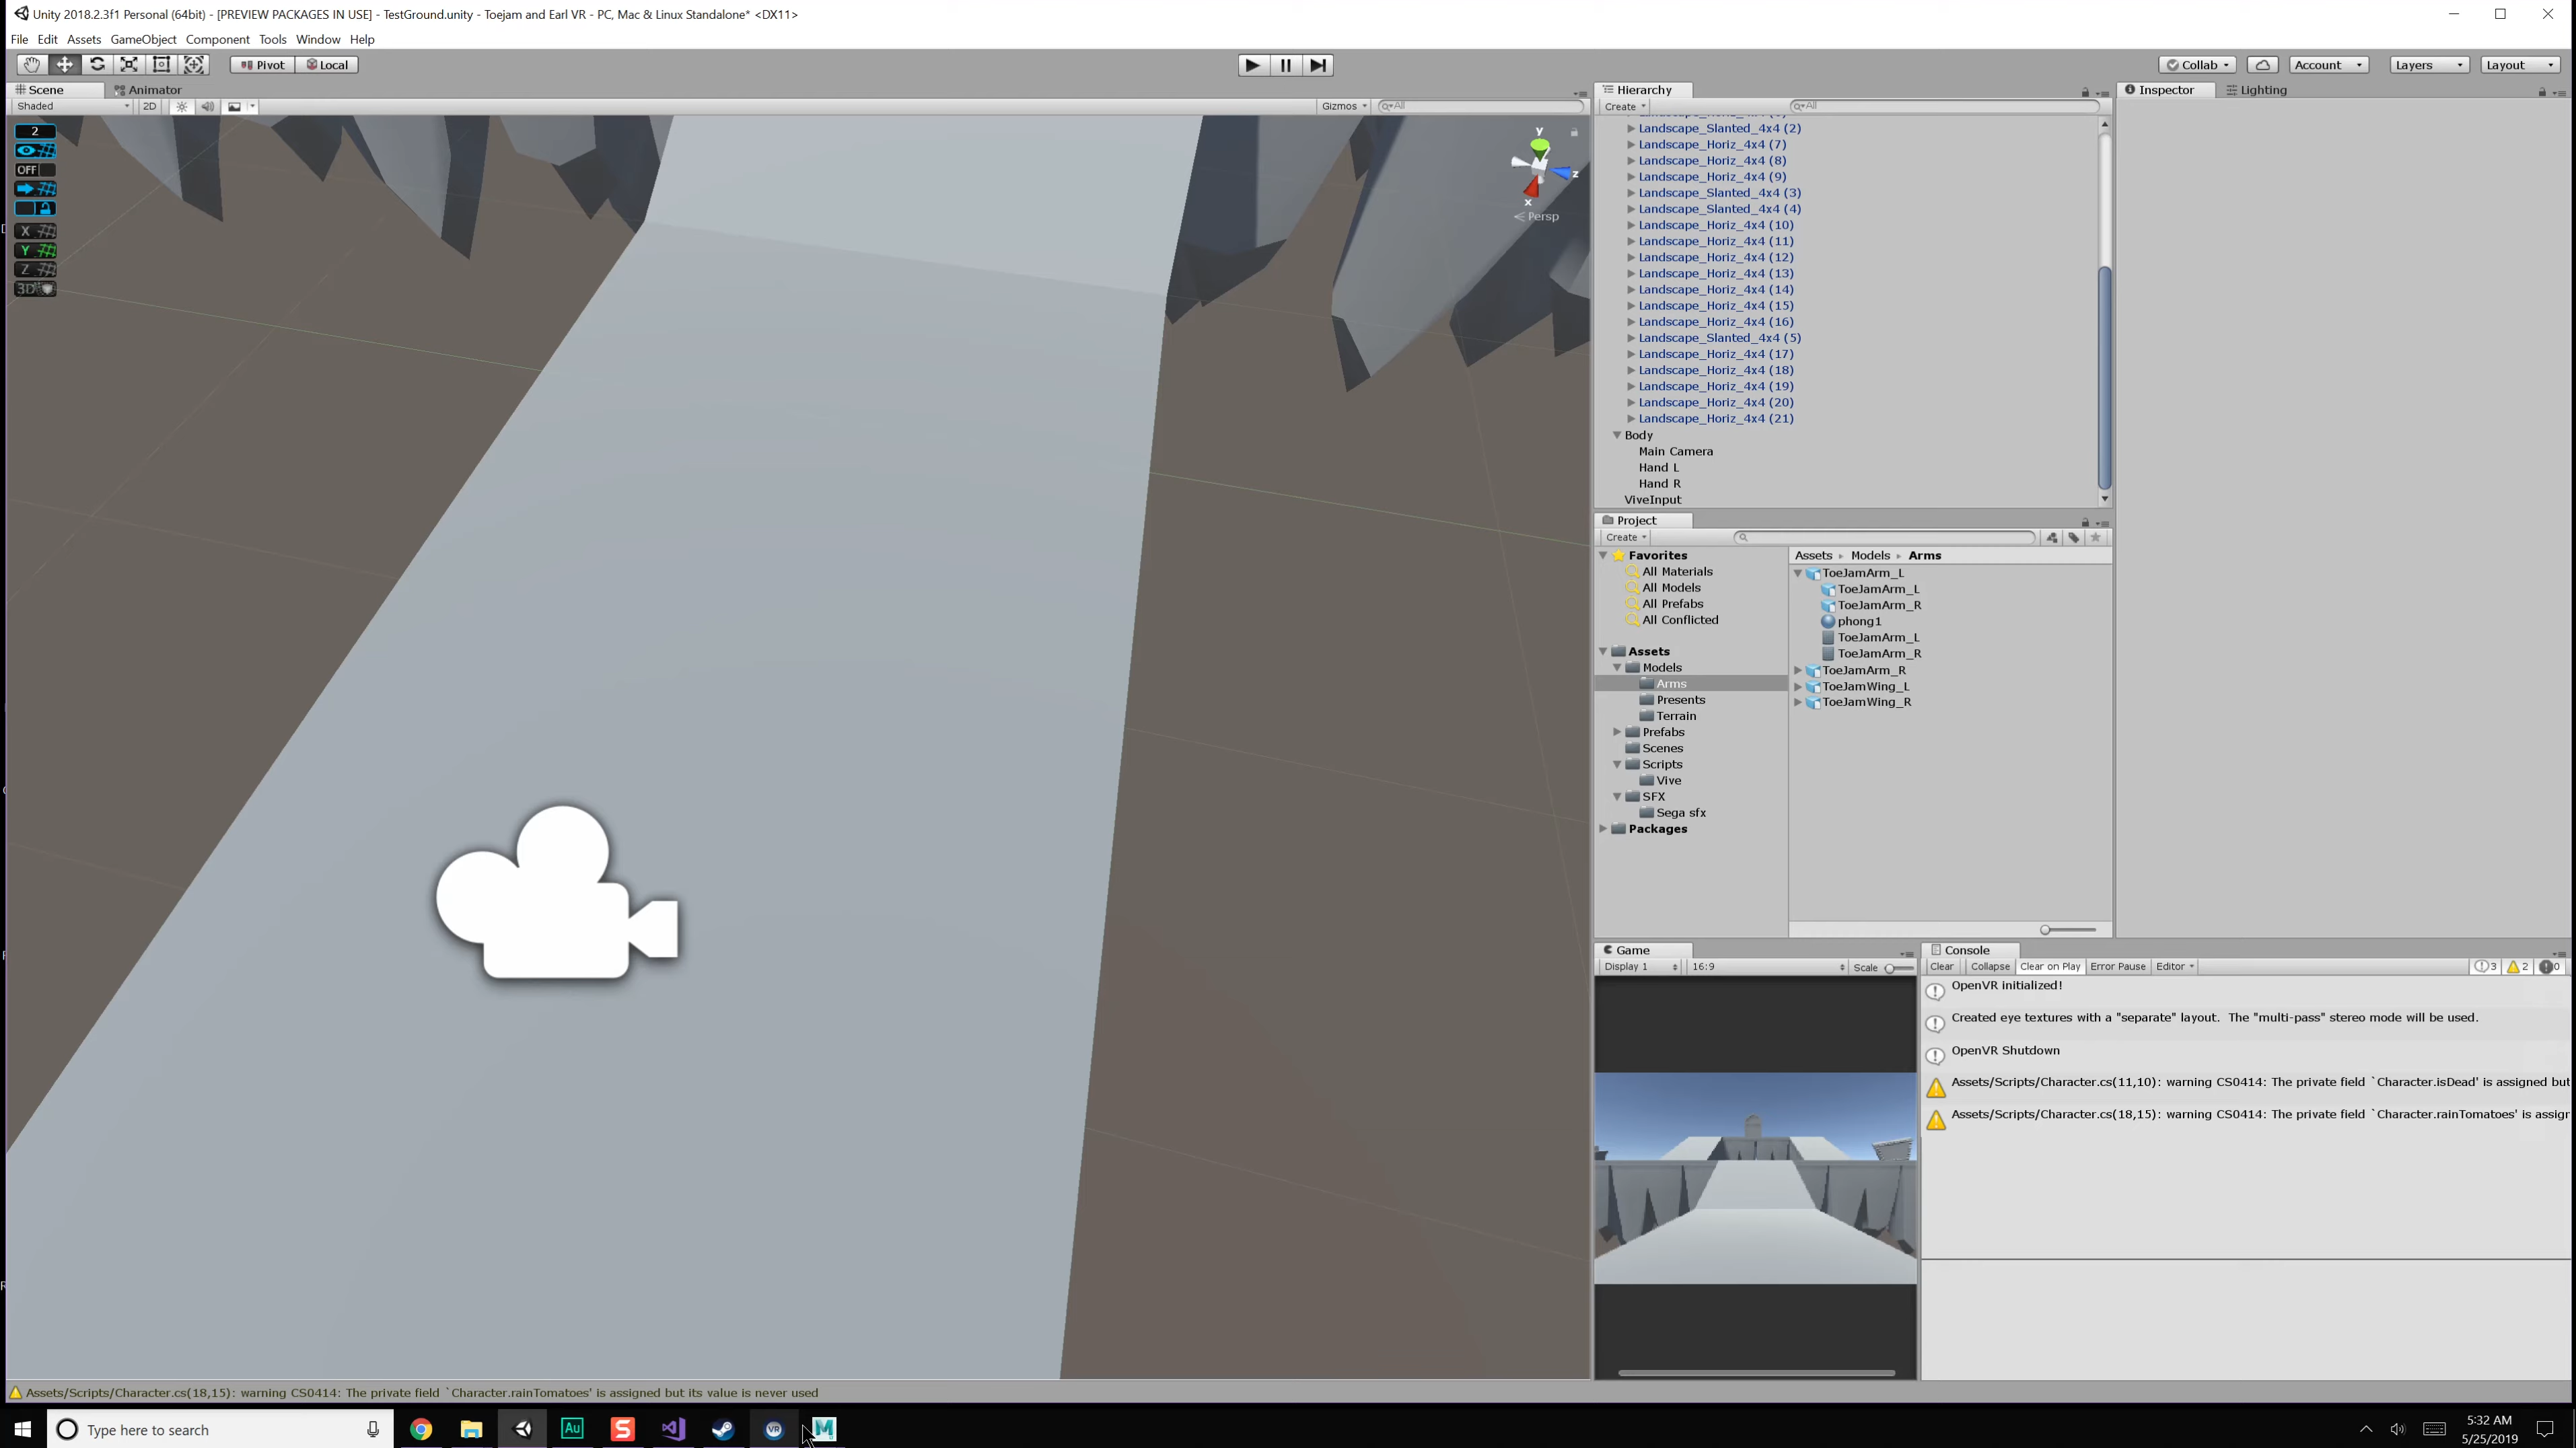 Unity 2018.2.3f1 Personal (64bit) - [PREVIEW PACKAGES IN USE] - TestGround.unity - Toejam and Earl VR - PC, Mac & Linux Standalone* <DX11>
File Edit Assets GameObject Component Tools Window Help
Pivot Local Collab Account Layers Layout
Scene Animator
Shaded 2D Gizmos All
2
OFF
X
Y
Z
3D
y
z
x
Persp
Hierarchy
Create All
Landscape_Slanted_4x4 (2)
Landscape_Horiz_4x4 (7)
Landscape_Horiz_4x4 (8)
Landscape_Horiz_4x4 (9)
Landscape_Slanted_4x4 (3)
Landscape_Slanted_4x4 (4)
Landscape_Horiz_4x4 (10)
Landscape_Horiz_4x4 (11)
Landscape_Horiz_4x4 (12)
Landscape_Horiz_4x4 (13)
Landscape_Horiz_4x4 (14)
Landscape_Horiz_4x4 (15)
Landscape_Horiz_4x4 (16)
Landscape_Slanted_4x4 (5)
Landscape_Horiz_4x4 (17)
Landscape_Horiz_4x4 (18)
Landscape_Horiz_4x4 (19)
Landscape_Horiz_4x4 (20)
Landscape_Horiz_4x4 (21)
Body
Main Camera
Hand L
Hand R
ViveInput
Inspector Lighting
Project
Create
Favorites
All Materials
All Models
All Prefabs
All Conflicted
Assets
Models
Arms
Presents
Terrain
Prefabs
Scenes
Scripts
Vive
SFX
Sega sfx
Packages
Assets Models Arms
ToeJamArm_L
ToeJamArm_L
ToeJamArm_R
phong1
ToeJamArm_L
ToeJamArm_R
ToeJamArm_R
ToeJamWing_L
ToeJamWing_R
Game
Display 1 16:9 Scale
Console
Clear Collapse Clear on Play Error Pause Editor 3 2 0
OpenVR initialized!
Created eye textures with a "separate" layout. The "multi-pass" stereo mode will be used.
OpenVR Shutdown
Assets/Scripts/Character.cs(11,10): warning CS0414: The private field `Character.isDead' is assigned but
Assets/Scripts/Character.cs(18,15): warning CS0414: The private field `Character.rainTomatoes' is assigr
Assets/Scripts/Character.cs(18,15): warning CS0414: The private field `Character.rainTomatoes' is assigned but its value is never used
Type here to search
Au
S
VR
M
5:32 AM
5/25/2019